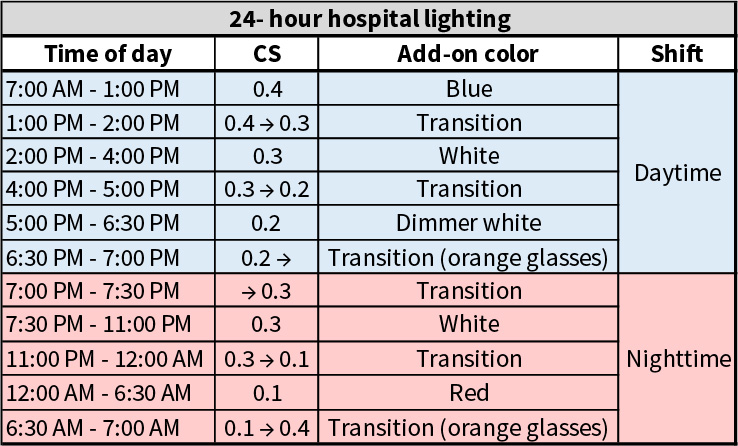 24- hour hospital lighting
Time of day CS Add-on color Shift
7:00 AM - 1:00 PM 0.4 Blue
1:00 PM - 2:00 PM 0.4 → 0.3 Transition
2:00 PM - 4:00 PM 0.3 White
Daytime
4:00 PM - 5:00 PM 0.3 → 0.2 Transition
5:00 PM - 6:30 PM 0.2 Dimmer white
6:30 PM - 7:00 PM 0.2 → Transition (orange glasses)
7:00 PM - 7:30 PM → 0.3 Transition
7:30 PM - 11:00 PM 0.3 White
11:00 PM - 12:00 AM 0.3 → 0.1 Transition Nighttime
12:00 AM - 6:30 AM 0.1 Red
6:30 AM - 7:00 AM 0.1 → 0.4 Transition (orange glasses)